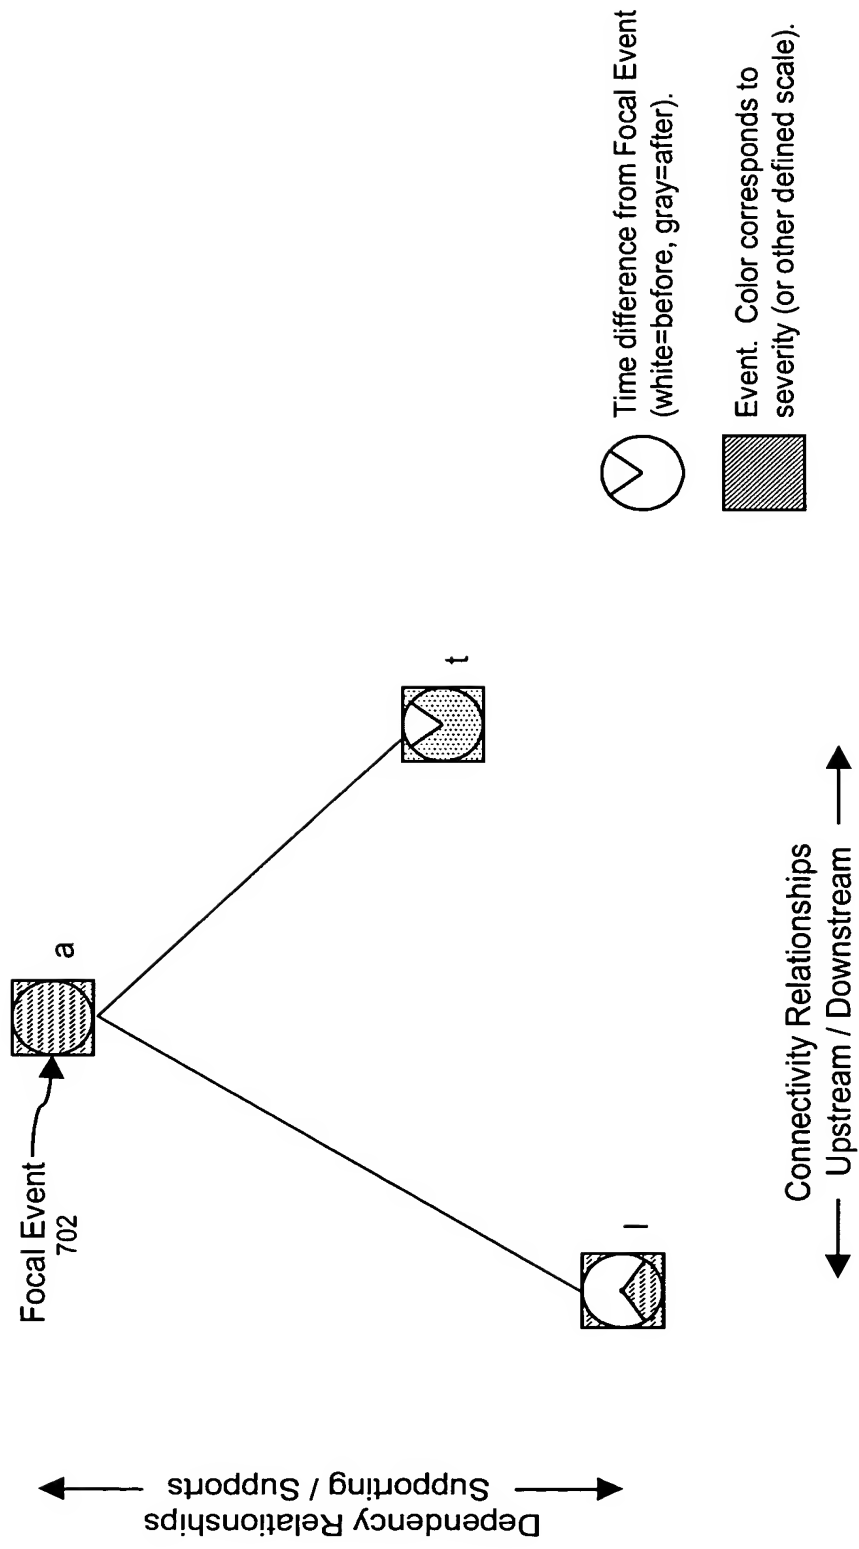 Focal Event
702
a
t
l
Time difference from Focal Event
(white=before, gray=after).
Event. Color corresponds to
severity (or other defined scale).
Dependency Relationships
Supporting / Supports
Connectivity Relationships
Upstream / Downstream